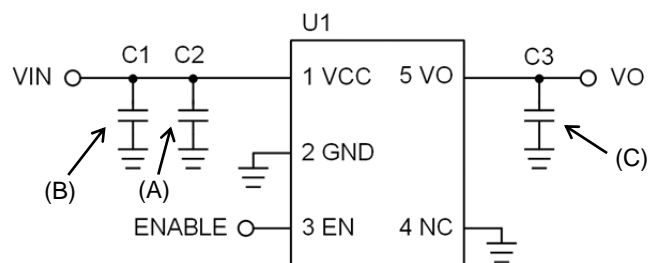 U1
C1 C2 C3
VIN 1 VCC 5 VO VO
(B) (A) 2 GND (C)
ENABLE 3 EN 4 NC